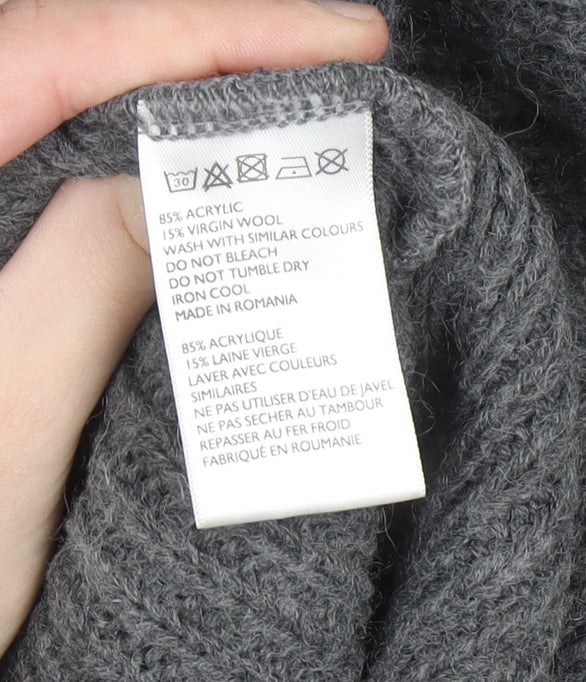 30
85% ACRYLIC
15% VIRGIN WOOL
WASH WITH SIMILAR COLOURS
DO NOT BLEACH
DO NOT TUMBLE DRY
IRON COOL
MADE IN ROMANIA
85% ACRYLIQUE
15% LAINE VIERGE
LAVER AVEC COULEURS
SIMILAIRES
NE PAS UTILISER D'EAU DE JAVEL
NE PAS SECHER AU TAMBOUR
REPASSER AU FER FROID
FABRIQUÉ EN ROUMANIE